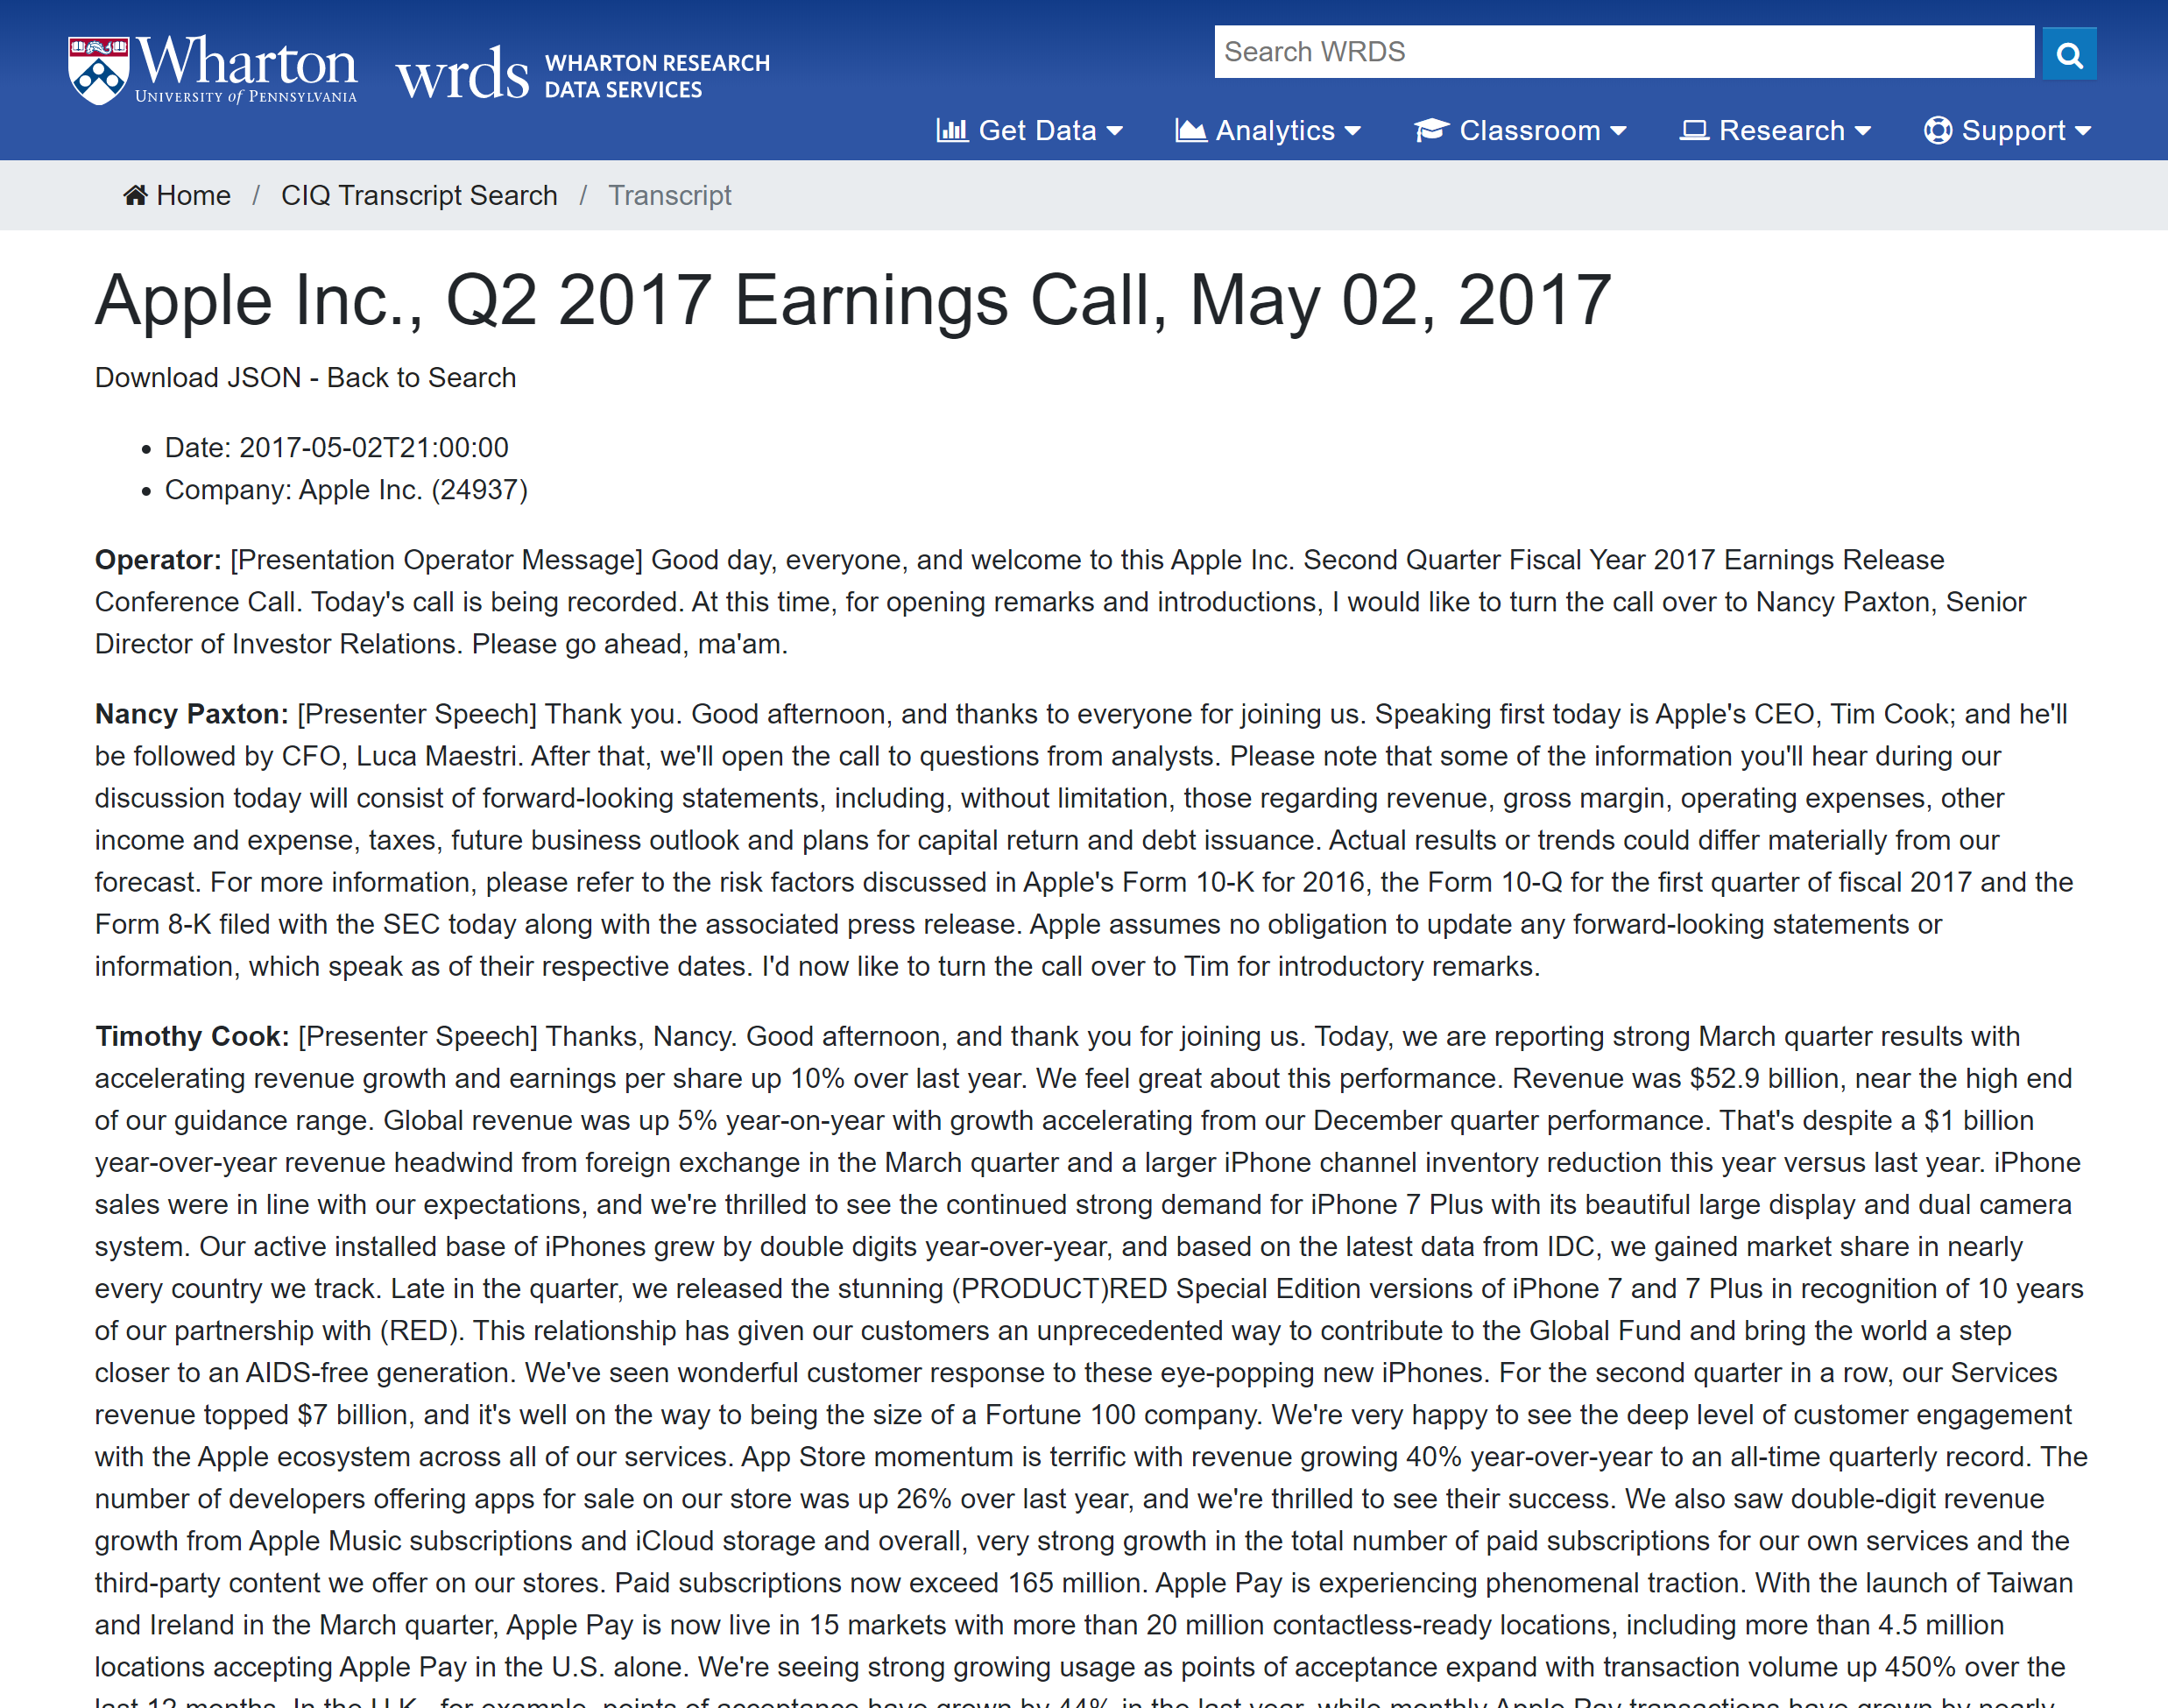 Wharton
UNIVERSITY of PENNSYLVANIA
wrds
WHARTON RESEARCH
DATA SERVICES
Search WRDS
Get Data
Analytics
Classroom
Research
Support
Home / CIQ Transcript Search / Transcript
Apple Inc., Q2 2017 Earnings Call, May 02, 2017
Download JSON - Back to Search
• Date: 2017-05-02T21:00:00
• Company: Apple Inc. (24937)
Operator: [Presentation Operator Message] Good day, everyone, and welcome to this Apple Inc. Second Quarter Fiscal Year 2017 Earnings Release
Conference Call. Today's call is being recorded. At this time, for opening remarks and introductions, I would like to turn the call over to Nancy Paxton, Senior
Director of Investor Relations. Please go ahead, ma'am.
Nancy Paxton: [Presenter Speech] Thank you. Good afternoon, and thanks to everyone for joining us. Speaking first today is Apple's CEO, Tim Cook; and he'll
be followed by CFO, Luca Maestri. After that, we'll open the call to questions from analysts. Please note that some of the information you'll hear during our
discussion today will consist of forward-looking statements, including, without limitation, those regarding revenue, gross margin, operating expenses, other
income and expense, taxes, future business outlook and plans for capital return and debt issuance. Actual results or trends could differ materially from our
forecast. For more information, please refer to the risk factors discussed in Apple's Form 10-K for 2016, the Form 10-Q for the first quarter of fiscal 2017 and the
Form 8-K filed with the SEC today along with the associated press release. Apple assumes no obligation to update any forward-looking statements or
information, which speak as of their respective dates. I'd now like to turn the call over to Tim for introductory remarks.
Timothy Cook: [Presenter Speech] Thanks, Nancy. Good afternoon, and thank you for joining us. Today, we are reporting strong March quarter results with
accelerating revenue growth and earnings per share up 10% over last year. We feel great about this performance. Revenue was $52.9 billion, near the high end
of our guidance range. Global revenue was up 5% year-on-year with growth accelerating from our December quarter performance. That's despite a $1 billion
year-over-year revenue headwind from foreign exchange in the March quarter and a larger iPhone channel inventory reduction this year versus last year. iPhone
sales were in line with our expectations, and we're thrilled to see the continued strong demand for iPhone 7 Plus with its beautiful large display and dual camera
system. Our active installed base of iPhones grew by double digits year-over-year, and based on the latest data from IDC, we gained market share in nearly
every country we track. Late in the quarter, we released the stunning (PRODUCT)RED Special Edition versions of iPhone 7 and 7 Plus in recognition of 10 years
of our partnership with (RED). This relationship has given our customers an unprecedented way to contribute to the Global Fund and bring the world a step
closer to an AIDS-free generation. We've seen wonderful customer response to these eye-popping new iPhones. For the second quarter in a row, our Services
revenue topped $7 billion, and it's well on the way to being the size of a Fortune 100 company. We're very happy to see the deep level of customer engagement
with the Apple ecosystem across all of our services. App Store momentum is terrific with revenue growing 40% year-over-year to an all-time quarterly record. The
number of developers offering apps for sale on our store was up 26% over last year, and we're thrilled to see their success. We also saw double-digit revenue
growth from Apple Music subscriptions and iCloud storage and overall, very strong growth in the total number of paid subscriptions for our own services and the
third-party content we offer on our stores. Paid subscriptions now exceed 165 million. Apple Pay is experiencing phenomenal traction. With the launch of Taiwan
and Ireland in the March quarter, Apple Pay is now live in 15 markets with more than 20 million contactless-ready locations, including more than 4.5 million
locations accepting Apple Pay in the U.S. alone. We're seeing strong growing usage as points of acceptance expand with transaction volume up 450% over the
last 12 months. In the U.K., for example, points of acceptance have grown by 44% in the last year, while monthly Apple Pay transactions have grown by nearly